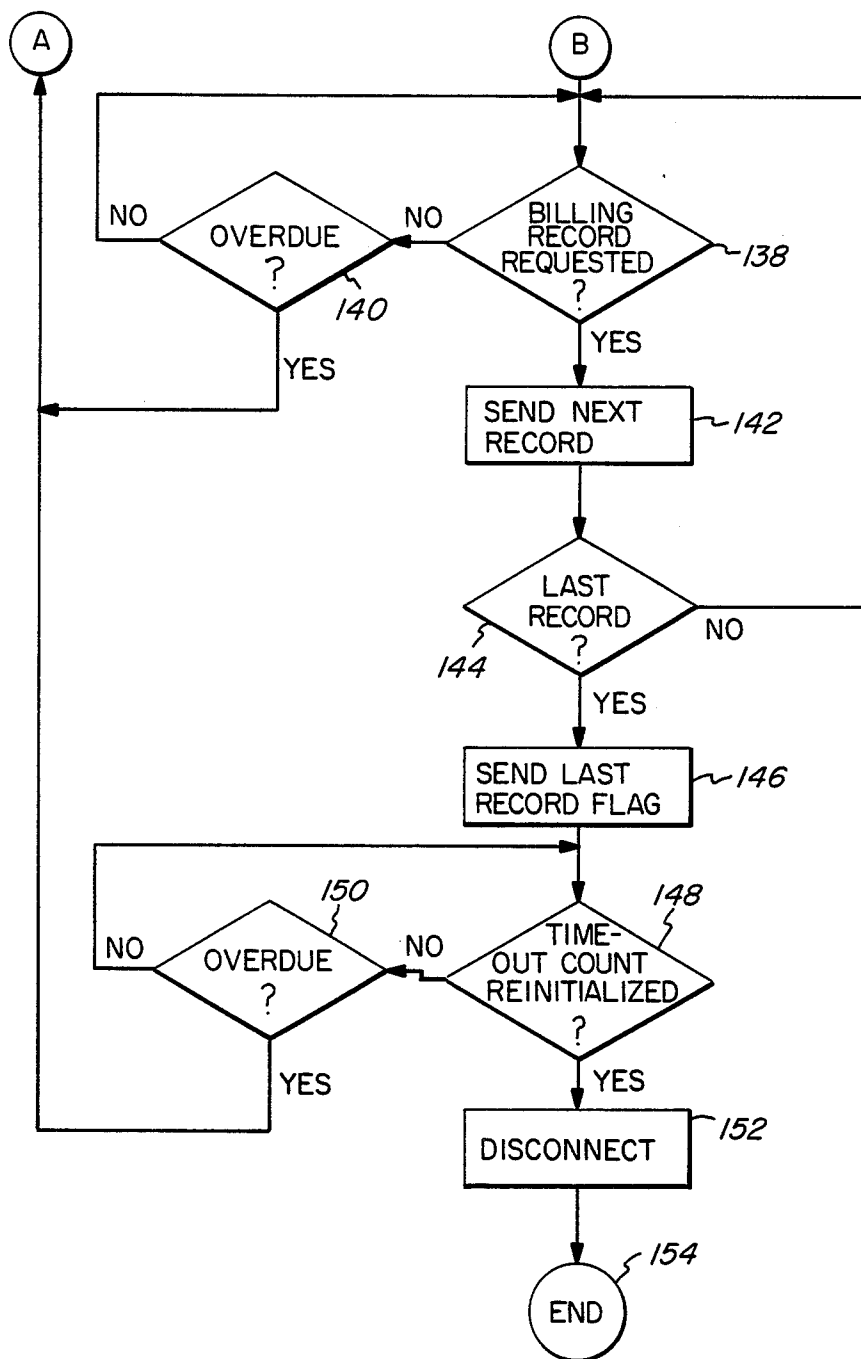 A
B
BILLING
RECORD
REQUESTED
?
138
NO
OVERDUE
?
140
NO
YES
YES
SEND NEXT
RECORD
142
LAST
RECORD
?
144
NO
YES
SEND LAST
RECORD FLAG
146
TIME-
OUT COUNT
REINITIALIZED
?
148
NO
OVERDUE
?
150
NO
YES
YES
DISCONNECT
152
END
154